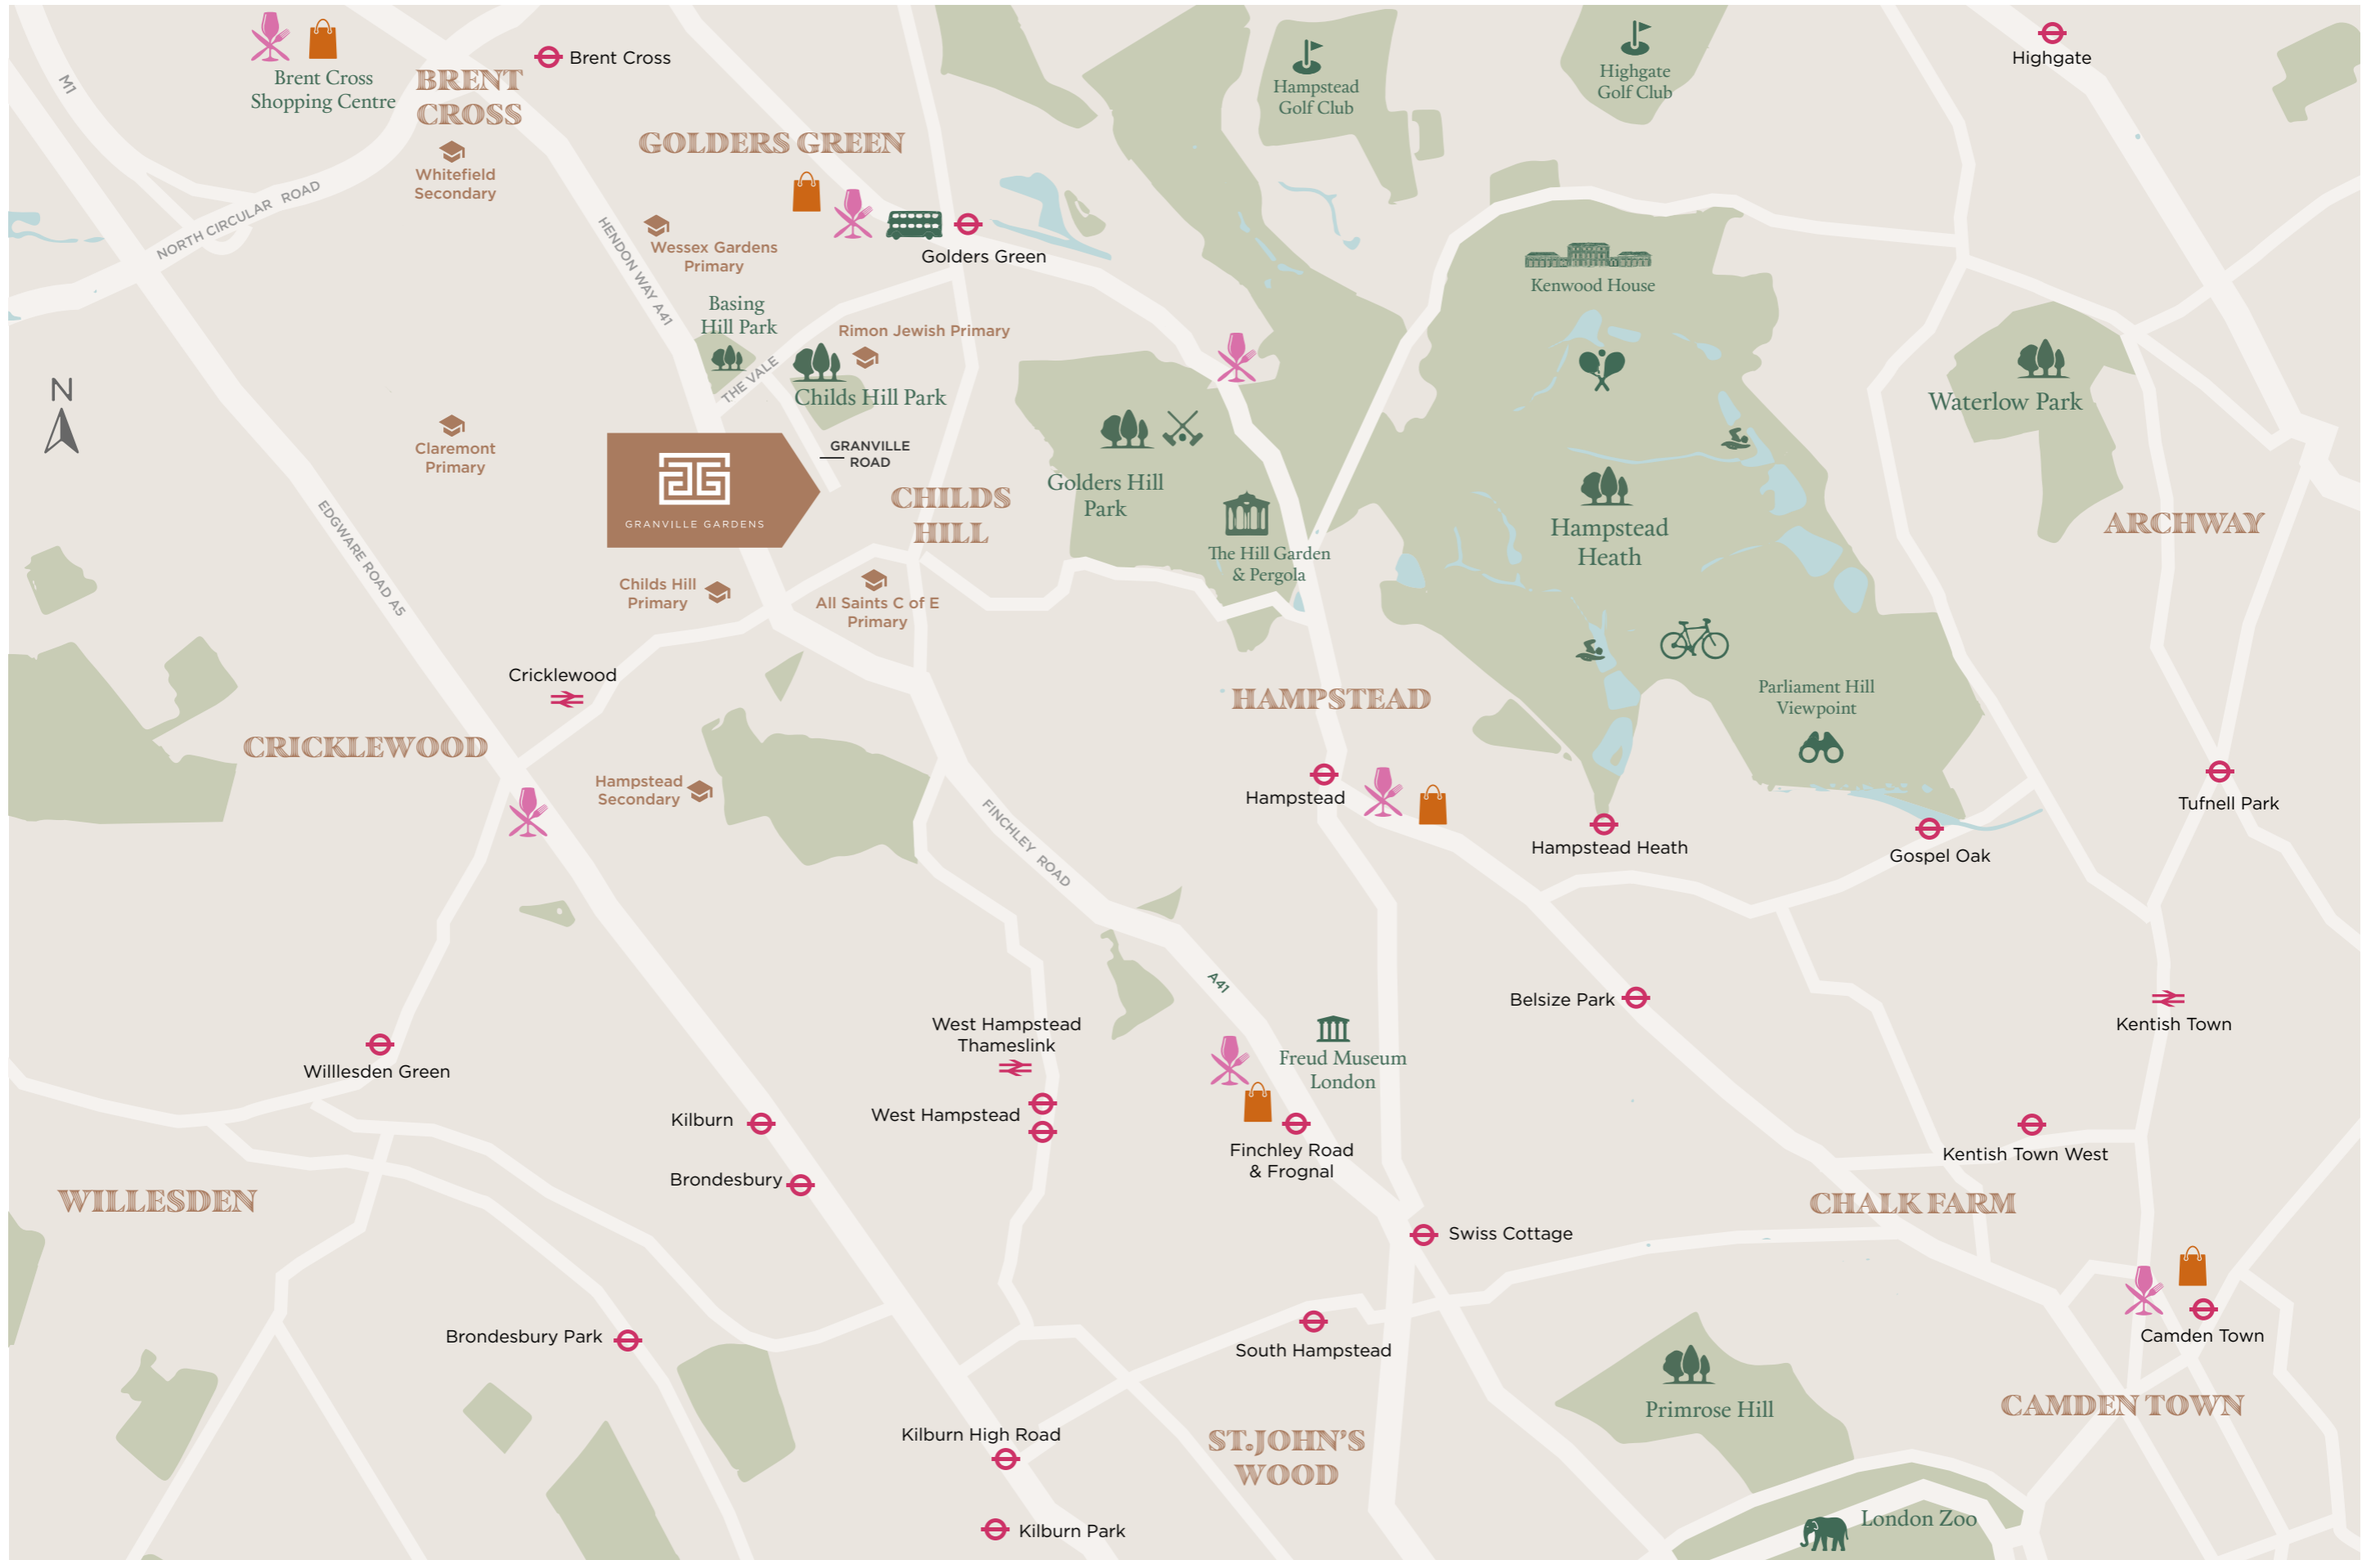 Brent Cross
Shopping Centre
BRENT
CROSS
Brent Cross
Hampstead
Golf Club
Highgate
Golf Club
Highgate
M1
GOLDERS GREEN
Whitefield
Secondary
NORTH CIRCULAR ROAD
HENDON WAY A41
Wessex Gardens
Primary
Golders Green
Kenwood House
Basing
Hill Park
Rimon Jewish Primary
THE VALE
Childs Hill Park
Waterlow Park
N
Claremont
Primary
GRANVILLE
ROAD
GRANVILLE GARDENS
CHILDS
HILL
Golders Hill
Park
The Hill Garden
& Pergola
Hampstead
Heath
ARCHWAY
EDGWARE ROAD A5
Childs Hill
Primary
All Saints C of E
Primary
Cricklewood
CRICKLEWOOD
HAMPSTEAD
Parliament Hill
Viewpoint
Hampstead
Secondary
Hampstead
FINCHLEY ROAD
Hampstead Heath
Gospel Oak
Tufnell Park
A41
Belsize Park
Kentish Town
West Hampstead
Thameslink
Freud Museum
London
Willlesden Green
Kilburn
West Hampstead
Finchley Road
& Frognal
Kentish Town West
Brondesbury
WILLESDEN
CHALK FARM
Swiss Cottage
Brondesbury Park
South Hampstead
Camden Town
Primrose Hill
CAMDEN TOWN
Kilburn High Road
ST.JOHN'S
WOOD
Kilburn Park
London Zoo